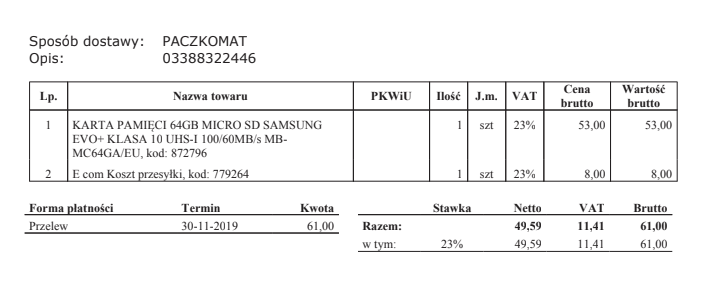 Sposób dostawy: PACZKOMAT
Opis: 03388322446
Lp. Nazwa towaru PKWiU Ilość J.m. VAT Cena brutto Wartość brutto
1 KARTA PAMIĘCI 64GB MICRO SD SAMSUNG 1 szt 23% 53,00 53,00
EVO+ KLASA 10 UHS-I 100/60MB/s MB-
MC64GA/EU, kod: 872796
2 E com Koszt przesyłki, kod: 779264 1 szt 23% 8,00 8,00
Forma płatności Termin Kwota
Przelew 30-11-2019 61,00
Stawka Netto VAT Brutto
Razem: 49,59 11,41 61,00
w tym: 23% 49,59 11,41 61,00